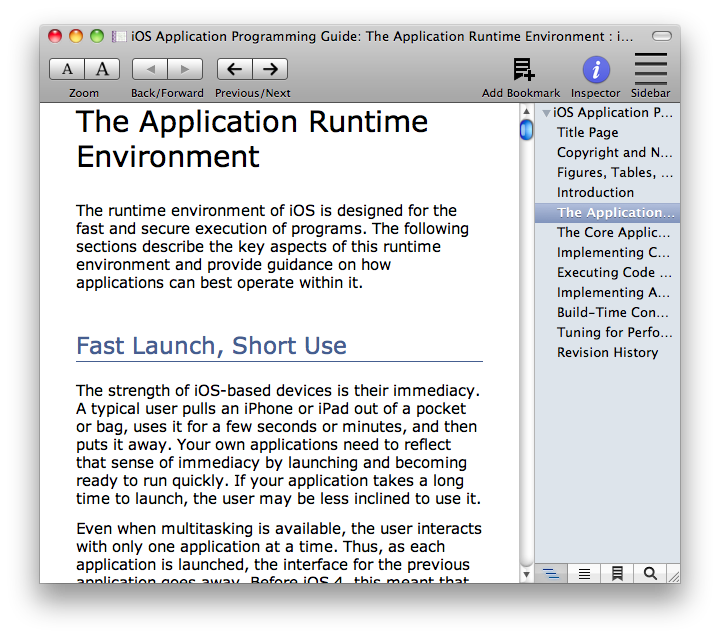 iOS Application Programming Guide: The Application Runtime Environment : i...
A A
Zoom
Back/Forward
Previous/Next
Add Bookmark
i
Inspector
Sidebar
The Application Runtime
Environment
The runtime environment of iOS is designed for the
fast and secure execution of programs. The following
sections describe the key aspects of this runtime
environment and provide guidance on how
applications can best operate within it.
Fast Launch, Short Use
The strength of iOS-based devices is their immediacy.
A typical user pulls an iPhone or iPad out of a pocket
or bag, uses it for a few seconds or minutes, and then
puts it away. Your own applications need to reflect
that sense of immediacy by launching and becoming
ready to run quickly. If your application takes a long
time to launch, the user may be less inclined to use it.
Even when multitasking is available, the user interacts
with only one application at a time. Thus, as each
application is launched, the interface for the previous
application goes away. Before iOS 4, this meant that
iOS Application P...
Title Page
Copyright and N...
Figures, Tables, ...
Introduction
The Application...
The Core Applic...
Implementing C...
Executing Code ...
Implementing A...
Build-Time Con...
Tuning for Perfo...
Revision History